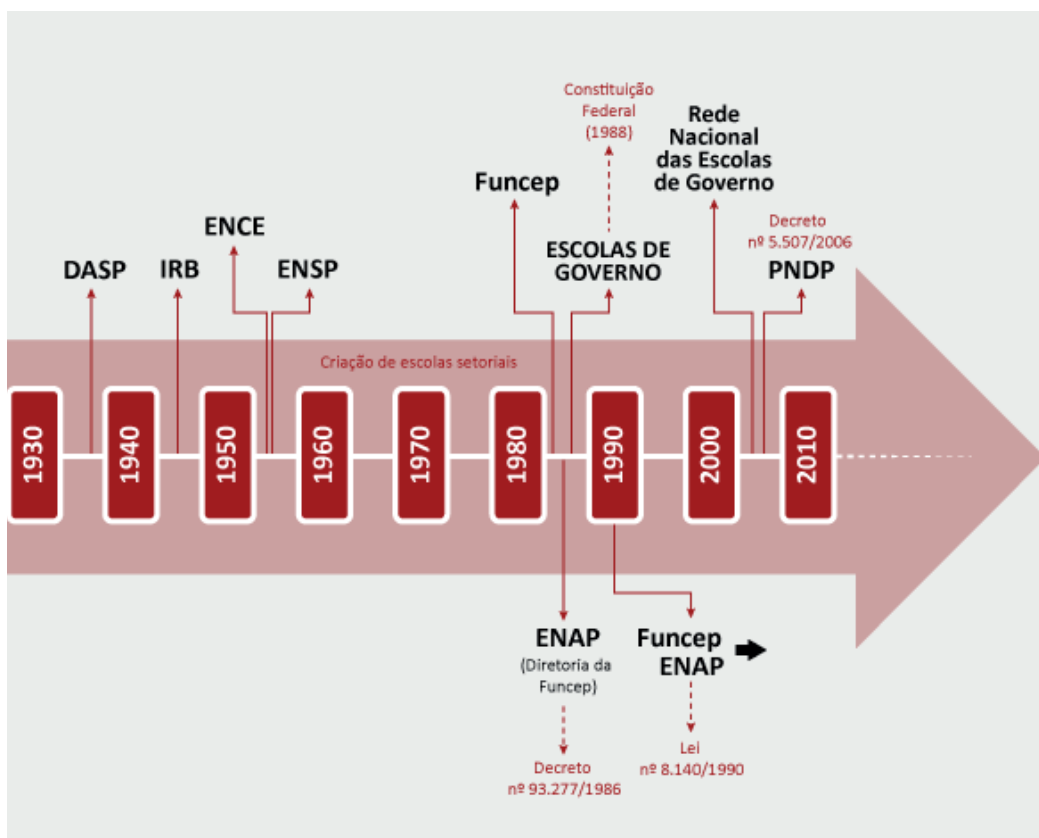 Constituição
Federal
(1988)
Rede
Nacional
das Escolas
de Governo
Funcep
Decreto
nº 5.507/2006
ENCE
ESCOLAS DE
GOVERNO
DASP
IRB
ENSP
PNDP
Criação de escolas setoriais
1930
1940
1950
1960
1970
1980
1990
2000
2010
ENAP
(Diretoria da
Funcep)
Funcep
ENAP
Decreto
nº 93.277/1986
Lei
nº 8.140/1990